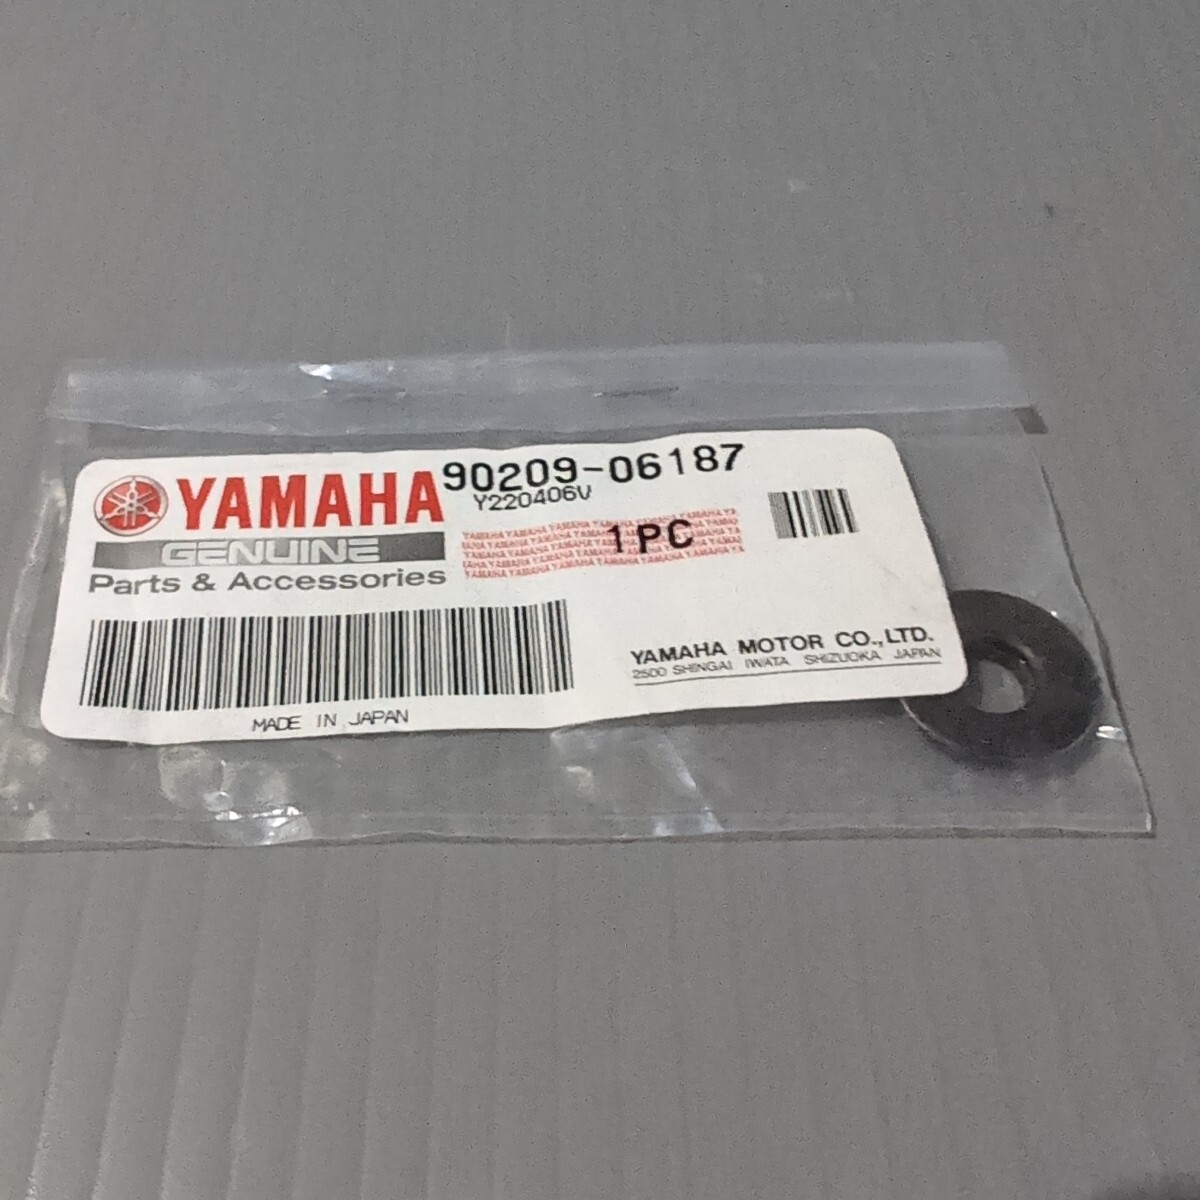 YAMAHA 90209-06187
Y220406V
GENUINE
1 PC
Parts & Accessories
YAMAHA MOTOR CO.,LTD.
2500 SHINGAI IWATA SHIZUOKA JAPAN
MADE IN JAPAN